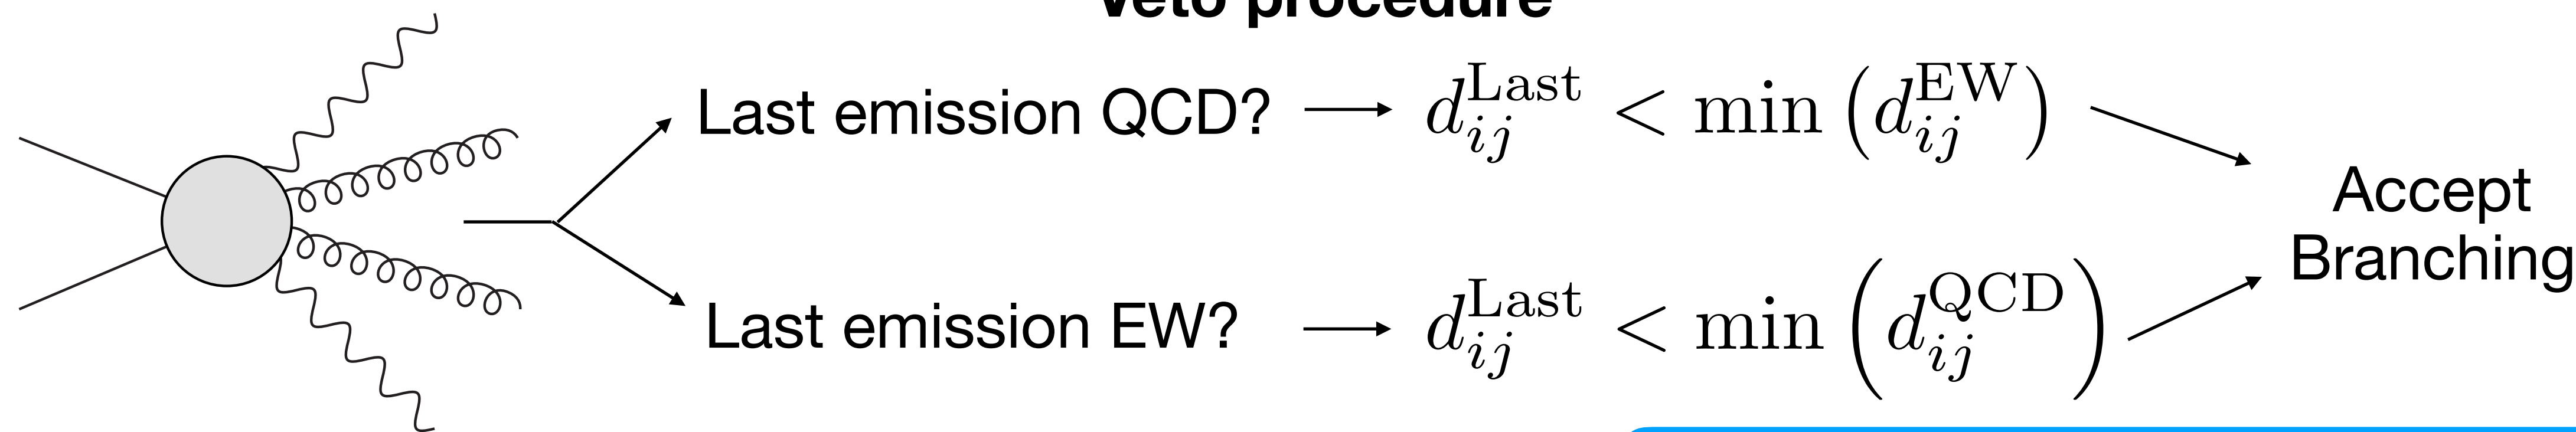 Veto procedure
Last emission QCD? → d_{ij}^{Last} < min (d_{ij}^{EW})
Last emission EW? → d_{ij}^{Last} < min (d_{ij}^{QCD})
Accept
Branching